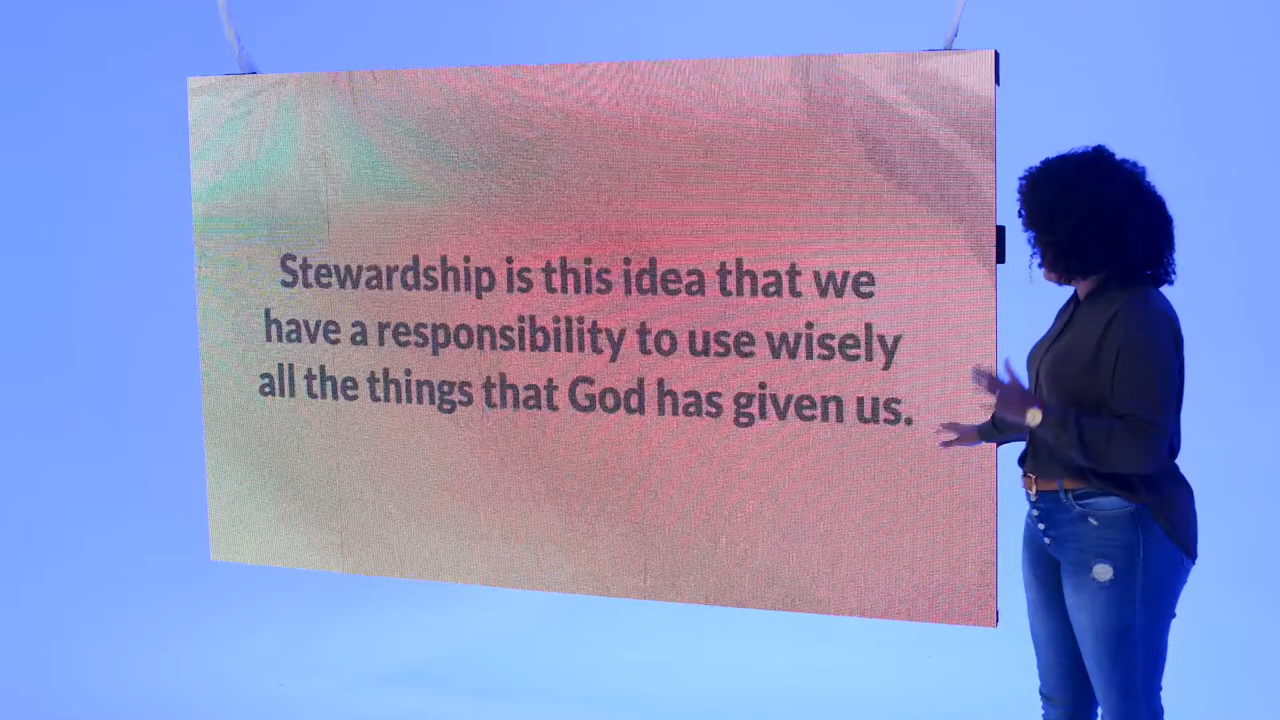 Stewardship is this idea that we
have a responsibility to use wisely
all the things that God has given us.